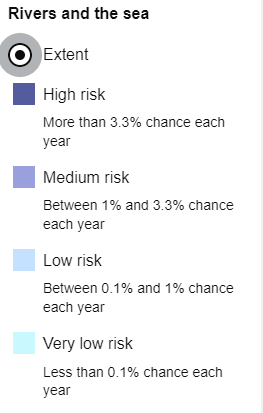 Rivers and the sea
Extent
High risk
More than 3.3% chance each
year
Medium risk
Between 1% and 3.3% chance
each year
Low risk
Between 0.1% and 1% chance
each year
Very low risk
Less than 0.1% chance each
year